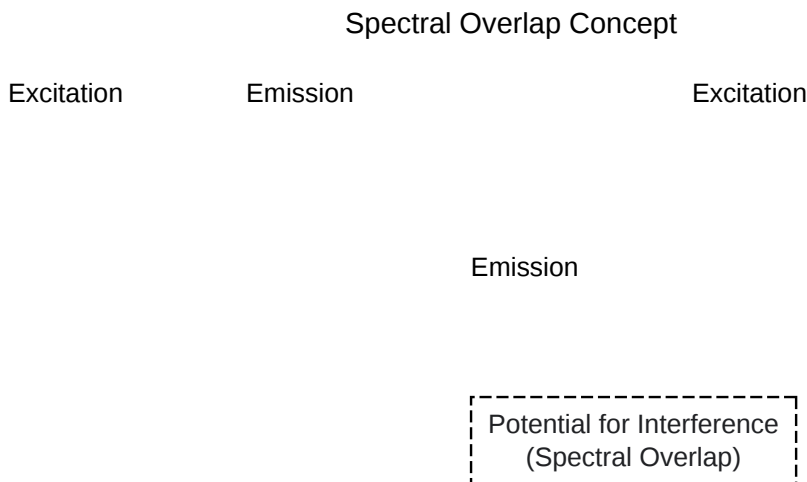 Spectral Overlap Concept
Excitation
Emission
Excitation
Emission
Potential for Interference
(Spectral Overlap)